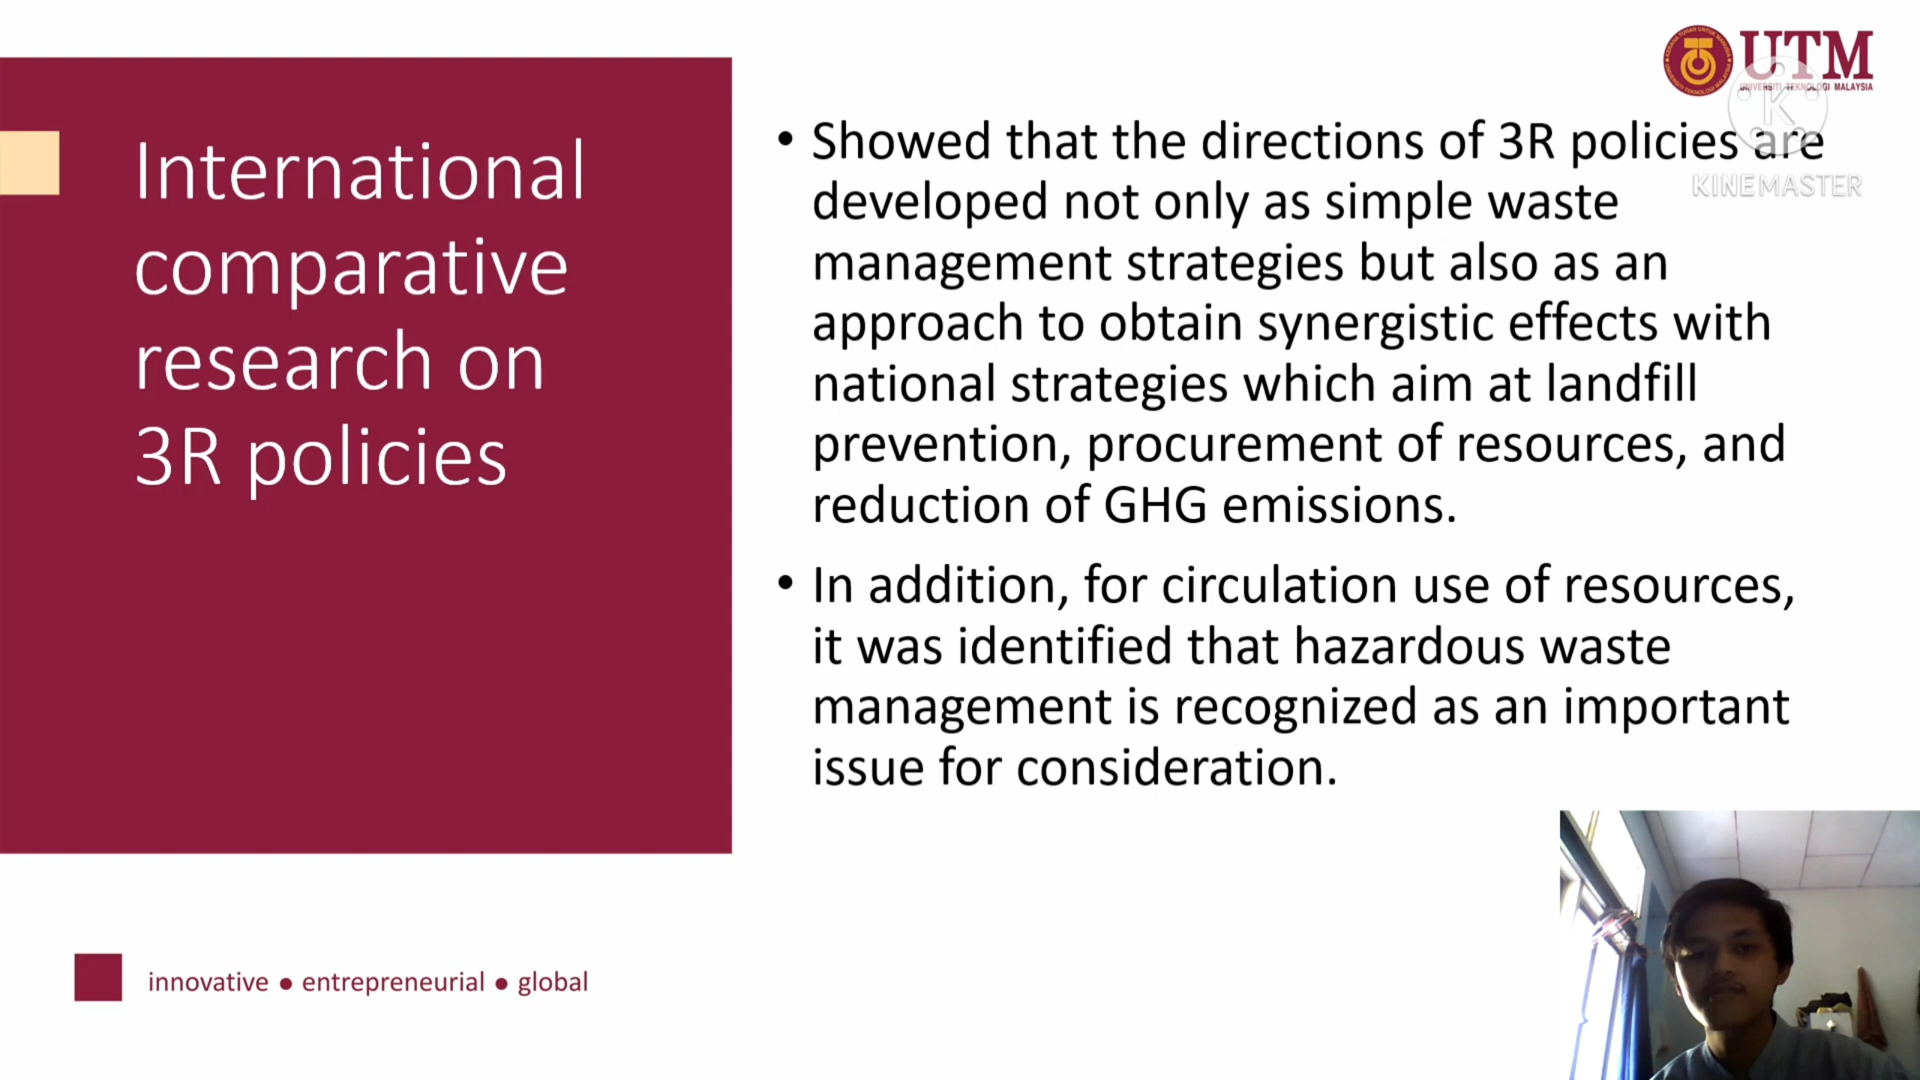 UTM
UNIVERSITI TEKNOLOGI MALAYSIA
KINEMASTER
International
comparative
research on
3R policies
• Showed that the directions of 3R policies are
developed not only as simple waste
management strategies but also as an
approach to obtain synergistic effects with
national strategies which aim at landfill
prevention, procurement of resources, and
reduction of GHG emissions.
• In addition, for circulation use of resources,
it was identified that hazardous waste
management is recognized as an important
issue for consideration.
innovative ● entrepreneurial ● global